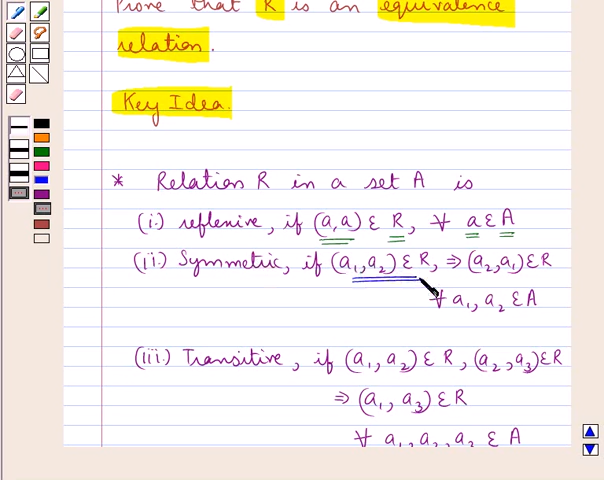 Prove that R is an equivalence
relation.
Key Idea.
* Relation R in a set A is
(i.) reflenive, if (a,a) ε R, ∀ a ε A
(ii.) Symmetric, if (a₁,a₂) ε R, ⇒ (a₂,a₁) ε R
∀ a₁, a₂ ε A
(iii.) Transitive, if (a₁, a₂) ε R, (a₂,a₃) ε R
⇒ (a₁, a₃) ε R
∀ a₁, a₂, a₃ ε A